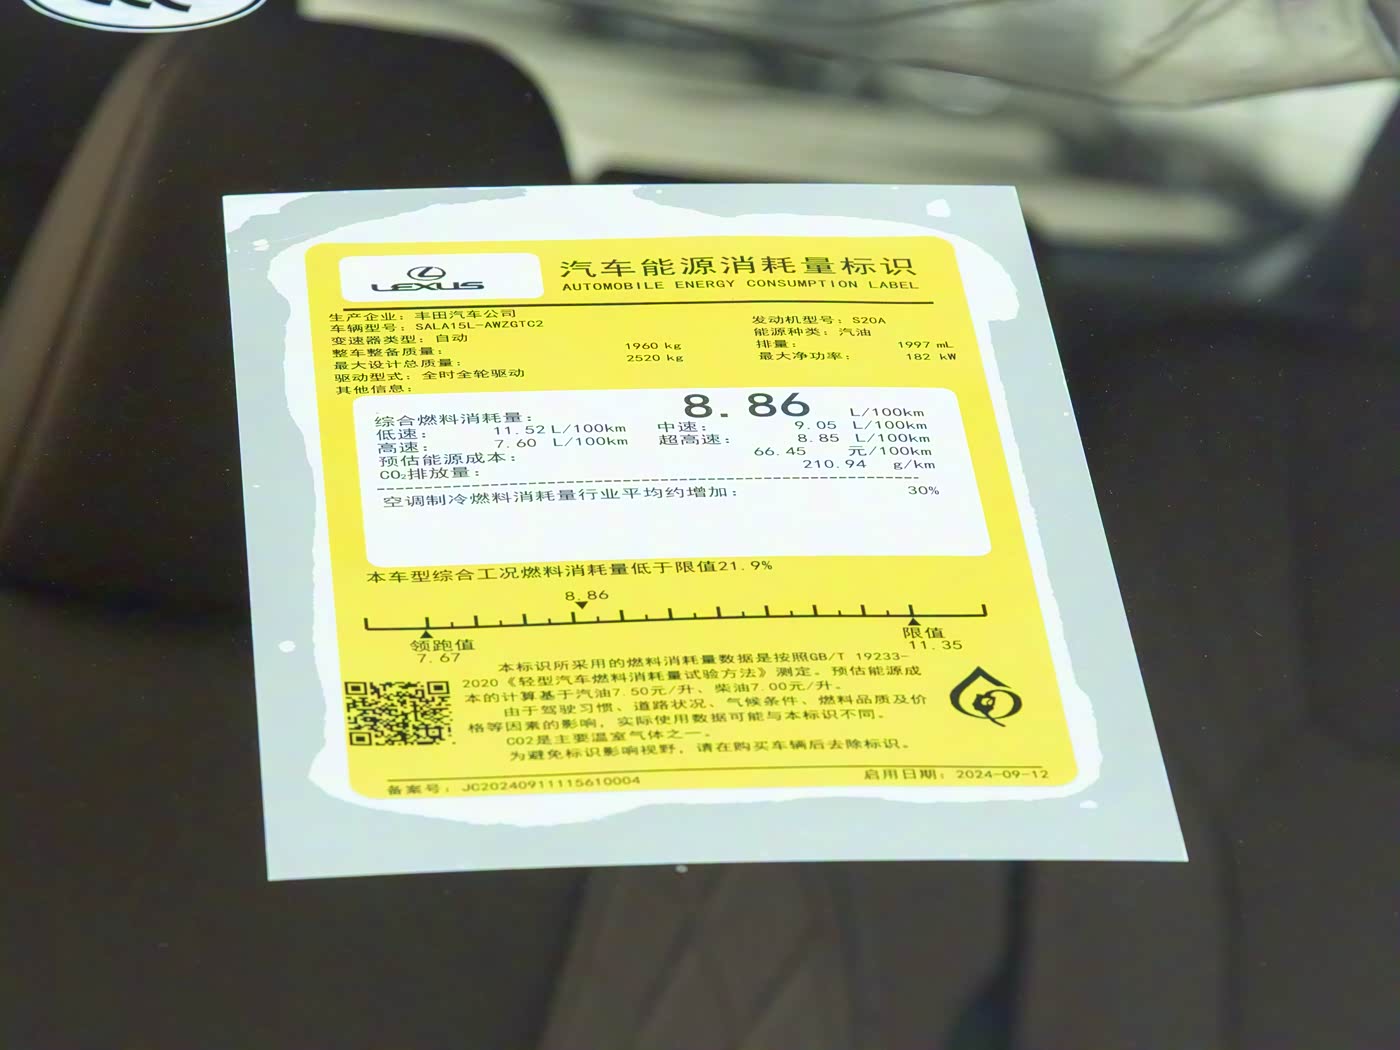 LEXUS
汽车能源消耗量标识
AUTOMOBILE ENERGY CONSUMPTION LABEL
生产企业：丰田汽车公司
车辆型号：SALA15L-AWZGTC2 发动机型号：S20A
变速器类型：自动 能源种类：汽油
整车整备质量： 1960 kg 排量： 1997 mL
最大设计总质量： 2520 kg 最大净功率： 182 kW
驱动型式：全时全轮驱动
其他信息：
综合燃料消耗量： 8.86 L/100km
低速： 11.52 L/100km 中速： 9.05 L/100km
高速： 7.60 L/100km 超高速： 8.85 L/100km
预估能源成本： 66.45 元/100km
CO₂排放量： 210.94 g/km
空调制冷燃料消耗量行业平均约增加： 30%
本车型综合工况燃料消耗量低于限值21.9%
8.86
领跑值 限值
7.67 11.35
本标识所采用的燃料消耗量数据是按照GB/T 19233-
2020《轻型汽车燃料消耗量试验方法》测定。预估能源成
本的计算基于汽油7.50元/升、柴油7.00元/升。
由于驾驶习惯、道路状况、气候条件、燃料品质及价
格等因素的影响，实际使用数据可能与本标识不同。
CO2是主要温室气体之一。
为避免标识影响视野，请在购买车辆后去除标识。
备案号：JC20240911115610004 启用日期：2024-09-12